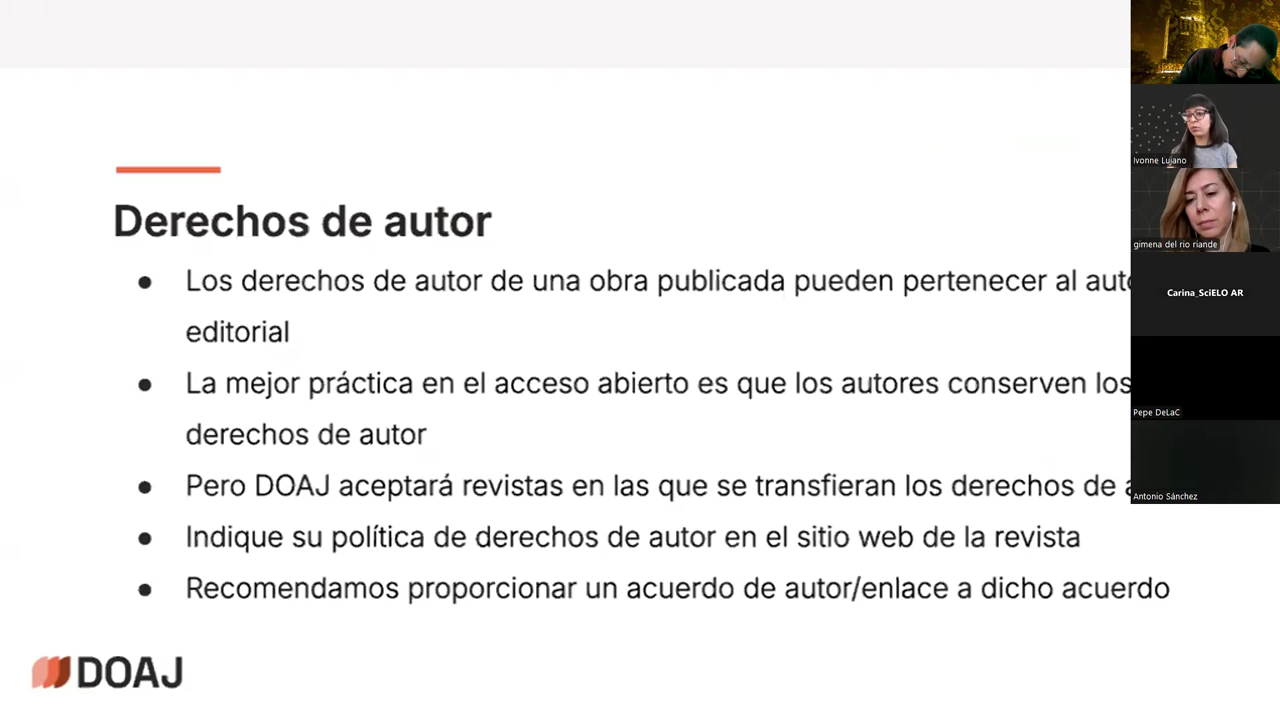 Derechos de autor
● Los derechos de autor de una obra publicada pueden pertenecer al
editorial
● La mejor práctica en el acceso abierto es que los autores conserven los
derechos de autor
● Pero DOAJ aceptará revistas en las que se transfieran los derechos de
● Indique su política de derechos de autor en el sitio web de la revista
● Recomendamos proporcionar un acuerdo de autor/enlace a dicho acuerdo
DOAJ
Ivonne Lujano
gimena del rio riande
Carina_SciELO AR
Pepe DeLaC
Antonio Sánchez